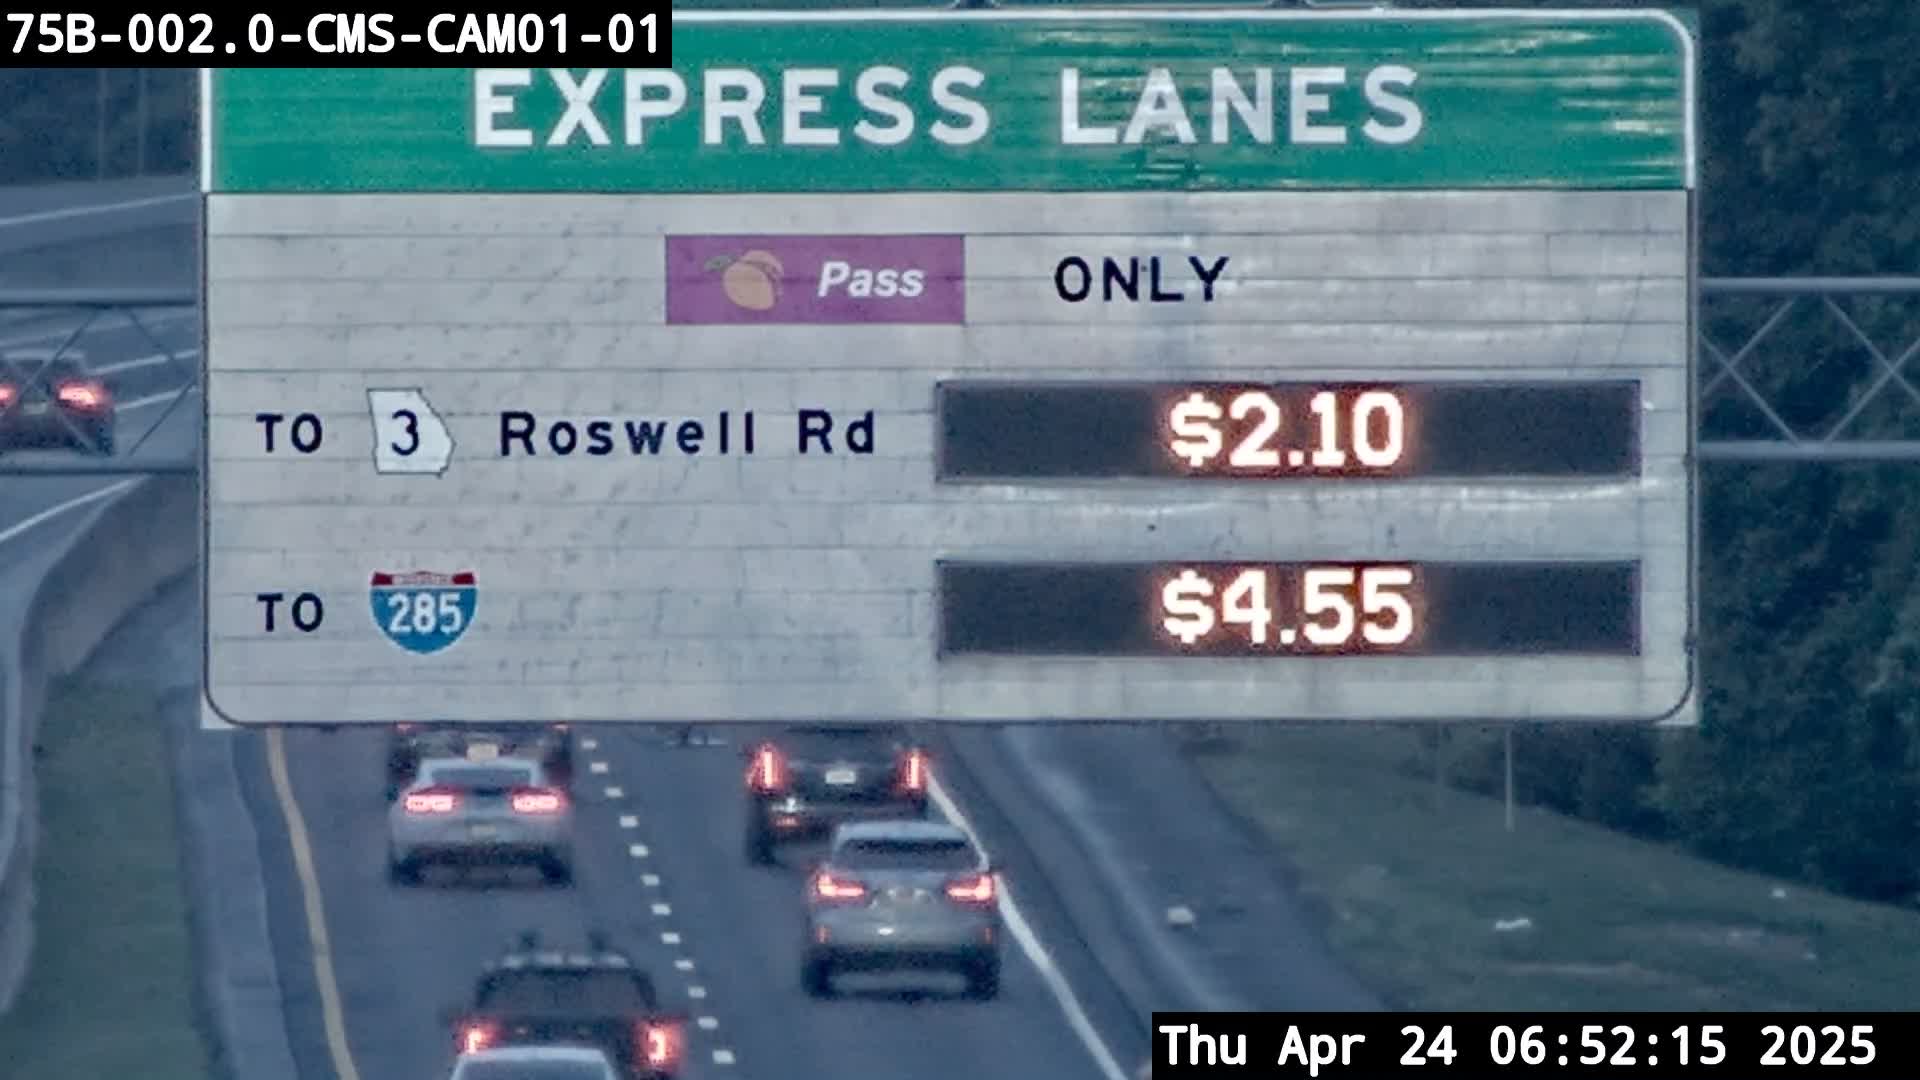 75B-002.0-CMS-CAM01-01
EXPRESS LANES
Pass ONLY
TO 3 Roswell Rd $2.10
TO 285 $4.55
Thu Apr 24 06:52:15 2025